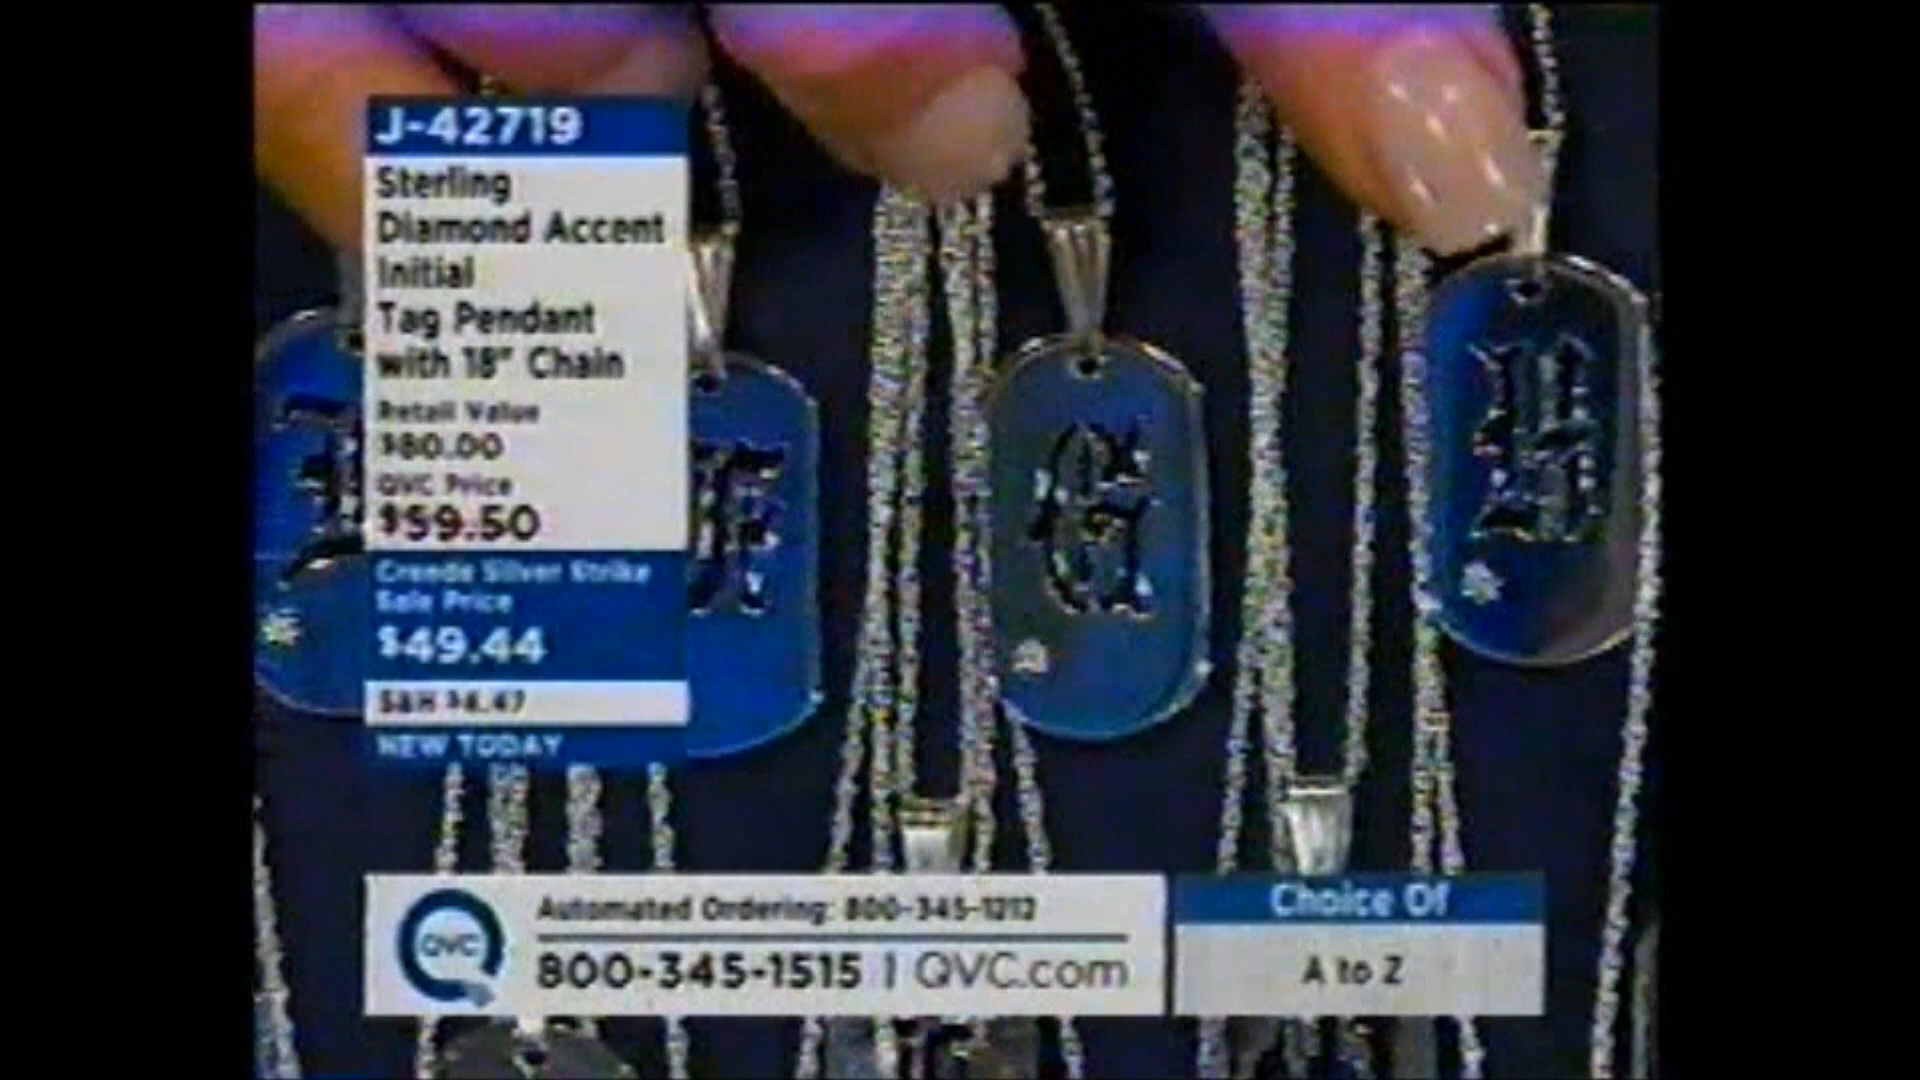 J-42719
Sterling
Diamond Accent
Initial
Tag Pendant
with 18" Chain
Retail Value
$80.00
QVC Price
$59.50
Creede Silver Strike
Sale Price
$49.44
S&H $4.47
NEW TODAY
F
G
H
QVC
Automated Ordering: 800-345-1212
800-345-1515 | QVC.com
Choice Of
A to Z